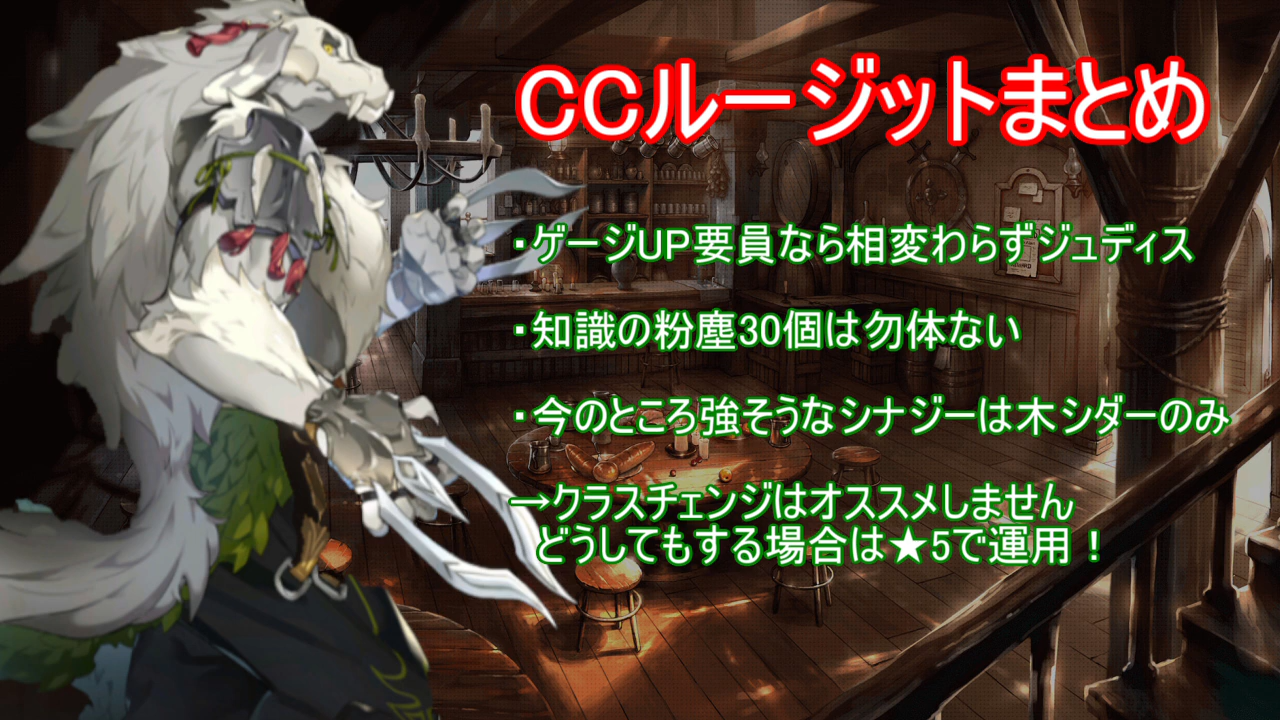 CCルージットまとめ
・ゲージUP要員なら相変わらずジュディス
・知識の粉塵30個は勿体ない
・今のところ強そうなシナジーは木シダーのみ
→クラスチェンジはオススメしません
どうしてもする場合は★5で運用！